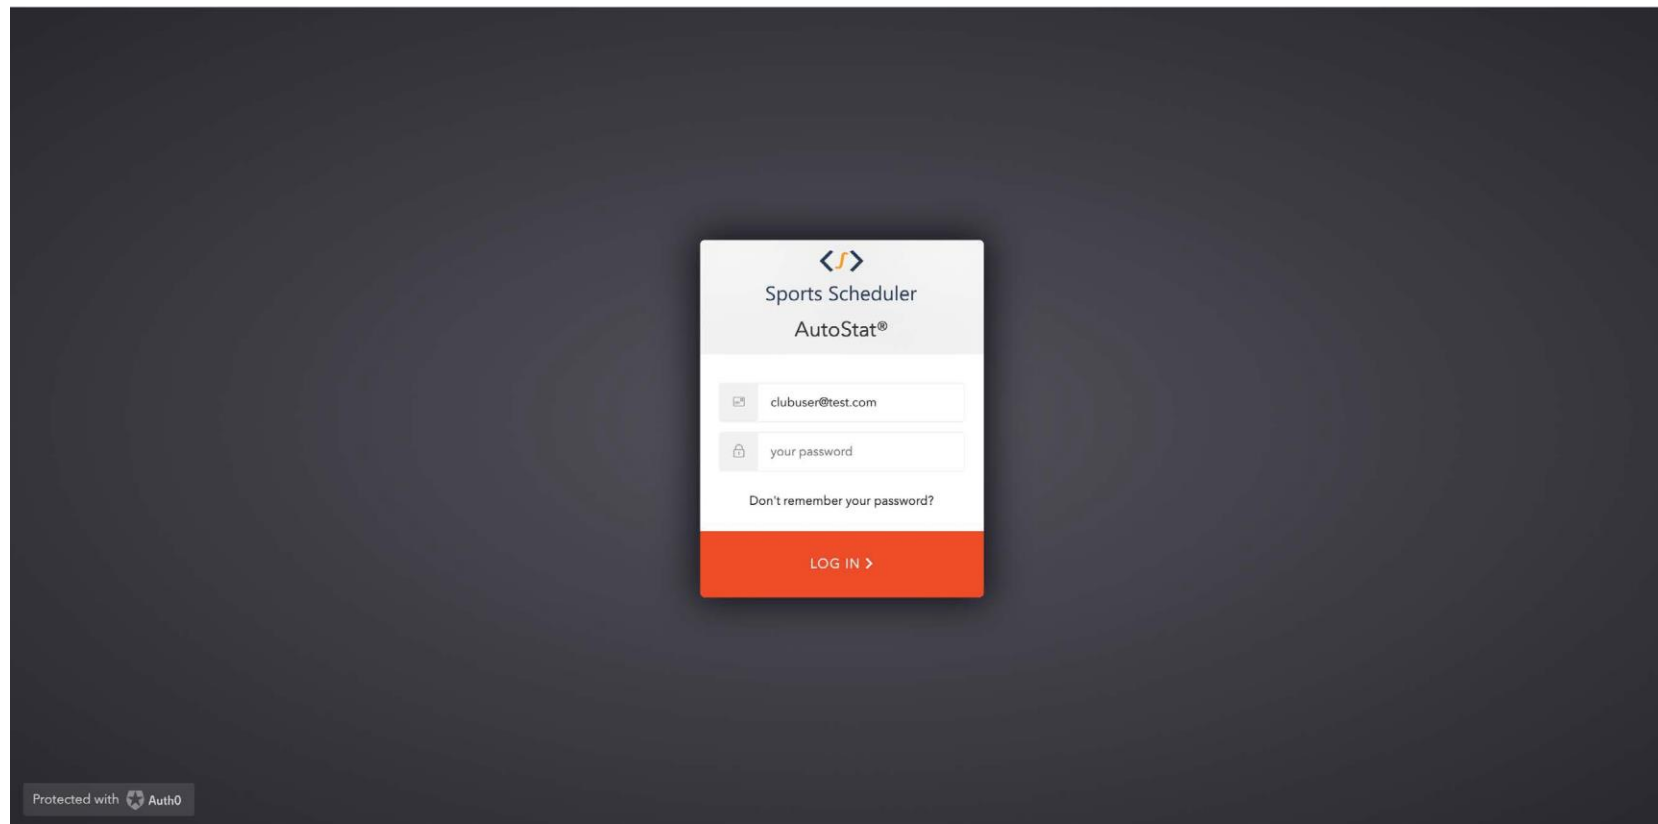 Sports Scheduler
AutoStat®
clubuser@test.com
your password
Don't remember your password?
LOG IN >
Protected with Auth0